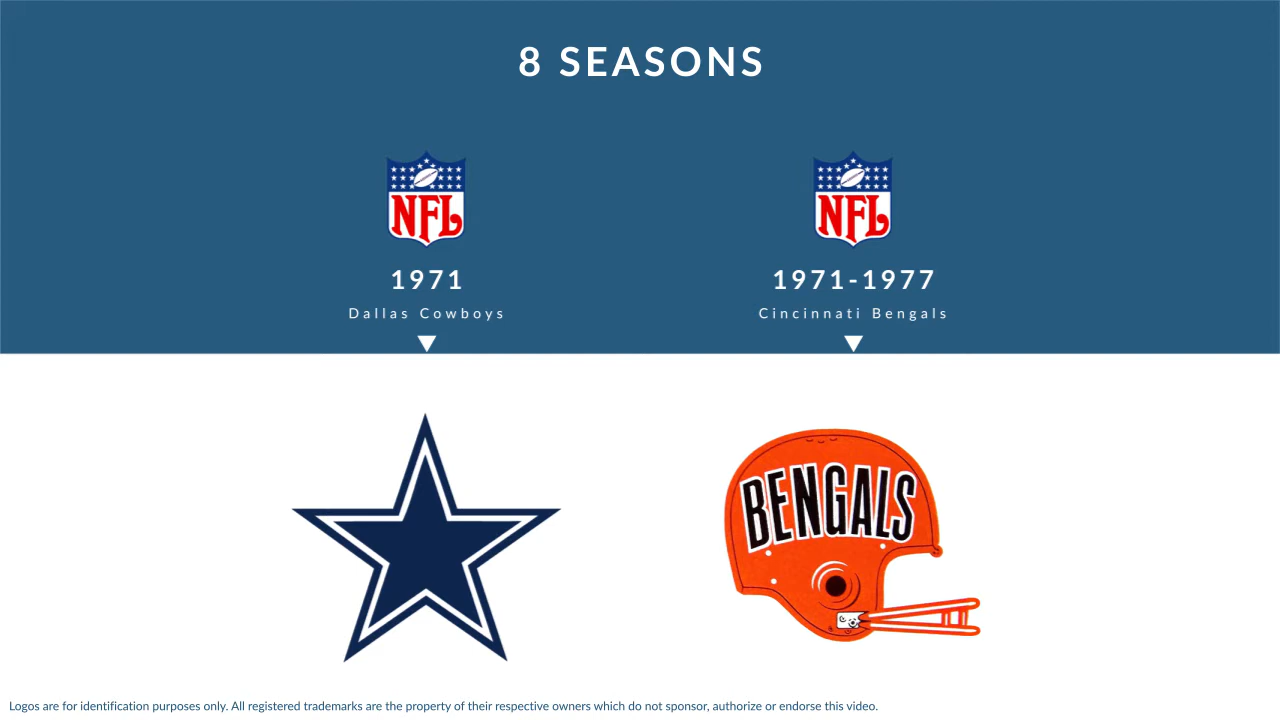 8 SEASONS
NFL NFL
1971 1971-1977
Dallas Cowboys Cincinnati Bengals
BENGALS
Logos are for identification purposes only. All registered trademarks are the property of their respective owners which do not sponsor, authorize or endorse this video.